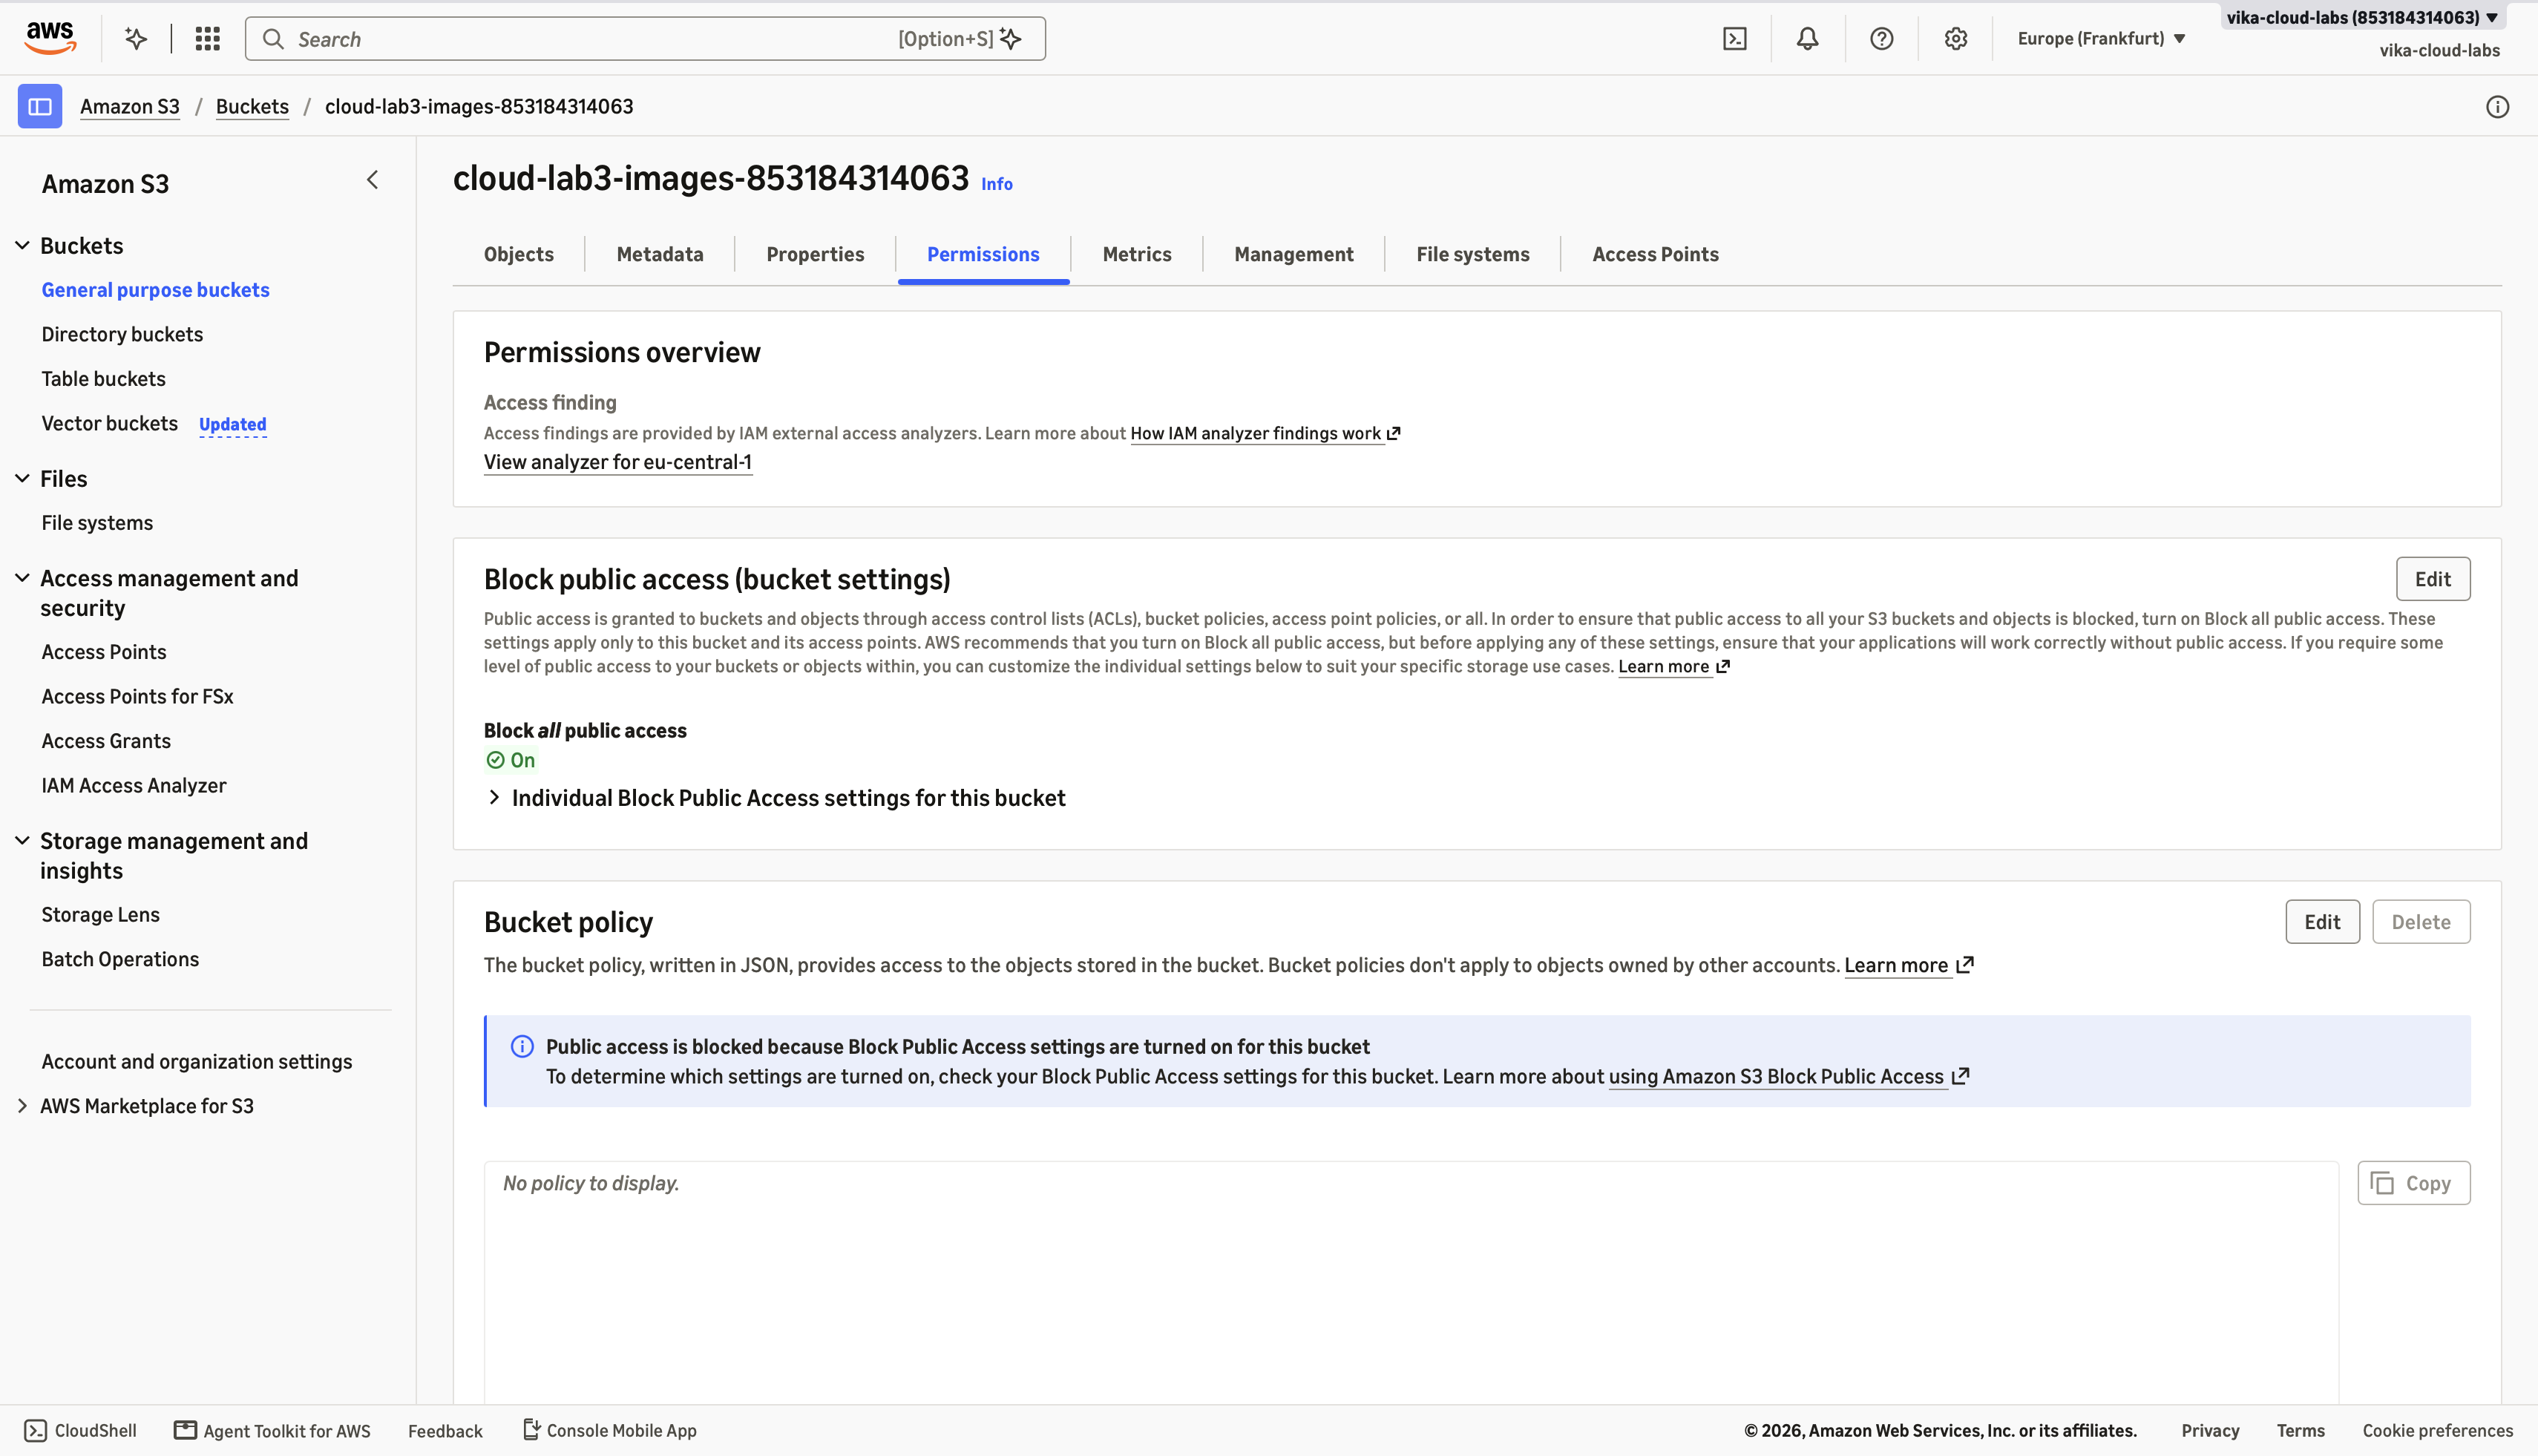 aws
Search
[Option+S]
Europe (Frankfurt)
vika-cloud-labs (853184314063)
vika-cloud-labs
Amazon S3 / Buckets / cloud-lab3-images-853184314063
Amazon S3
Buckets
General purpose buckets
Directory buckets
Table buckets
Vector buckets Updated
Files
File systems
Access management and
security
Access Points
Access Points for FSx
Access Grants
IAM Access Analyzer
Storage management and
insights
Storage Lens
Batch Operations
Account and organization settings
AWS Marketplace for S3
cloud-lab3-images-853184314063 Info
Objects
Metadata
Properties
Permissions
Metrics
Management
File systems
Access Points
Permissions overview
Access finding
Access findings are provided by IAM external access analyzers. Learn more about How IAM analyzer findings work
View analyzer for eu-central-1
Block public access (bucket settings)
Edit
Public access is granted to buckets and objects through access control lists (ACLs), bucket policies, access point policies, or all. In order to ensure that public access to all your S3 buckets and objects is blocked, turn on Block all public access. These
settings apply only to this bucket and its access points. AWS recommends that you turn on Block all public access, but before applying any of these settings, ensure that your applications will work correctly without public access. If you require some
level of public access to your buckets or objects within, you can customize the individual settings below to suit your specific storage use cases. Learn more
Block all public access
On
Individual Block Public Access settings for this bucket
Bucket policy
Edit
Delete
The bucket policy, written in JSON, provides access to the objects stored in the bucket. Bucket policies don't apply to objects owned by other accounts. Learn more
Public access is blocked because Block Public Access settings are turned on for this bucket
To determine which settings are turned on, check your Block Public Access settings for this bucket. Learn more about using Amazon S3 Block Public Access
No policy to display.
Copy
CloudShell
Agent Toolkit for AWS
Feedback
Console Mobile App
© 2026, Amazon Web Services, Inc. or its affiliates.
Privacy
Terms
Cookie preferences